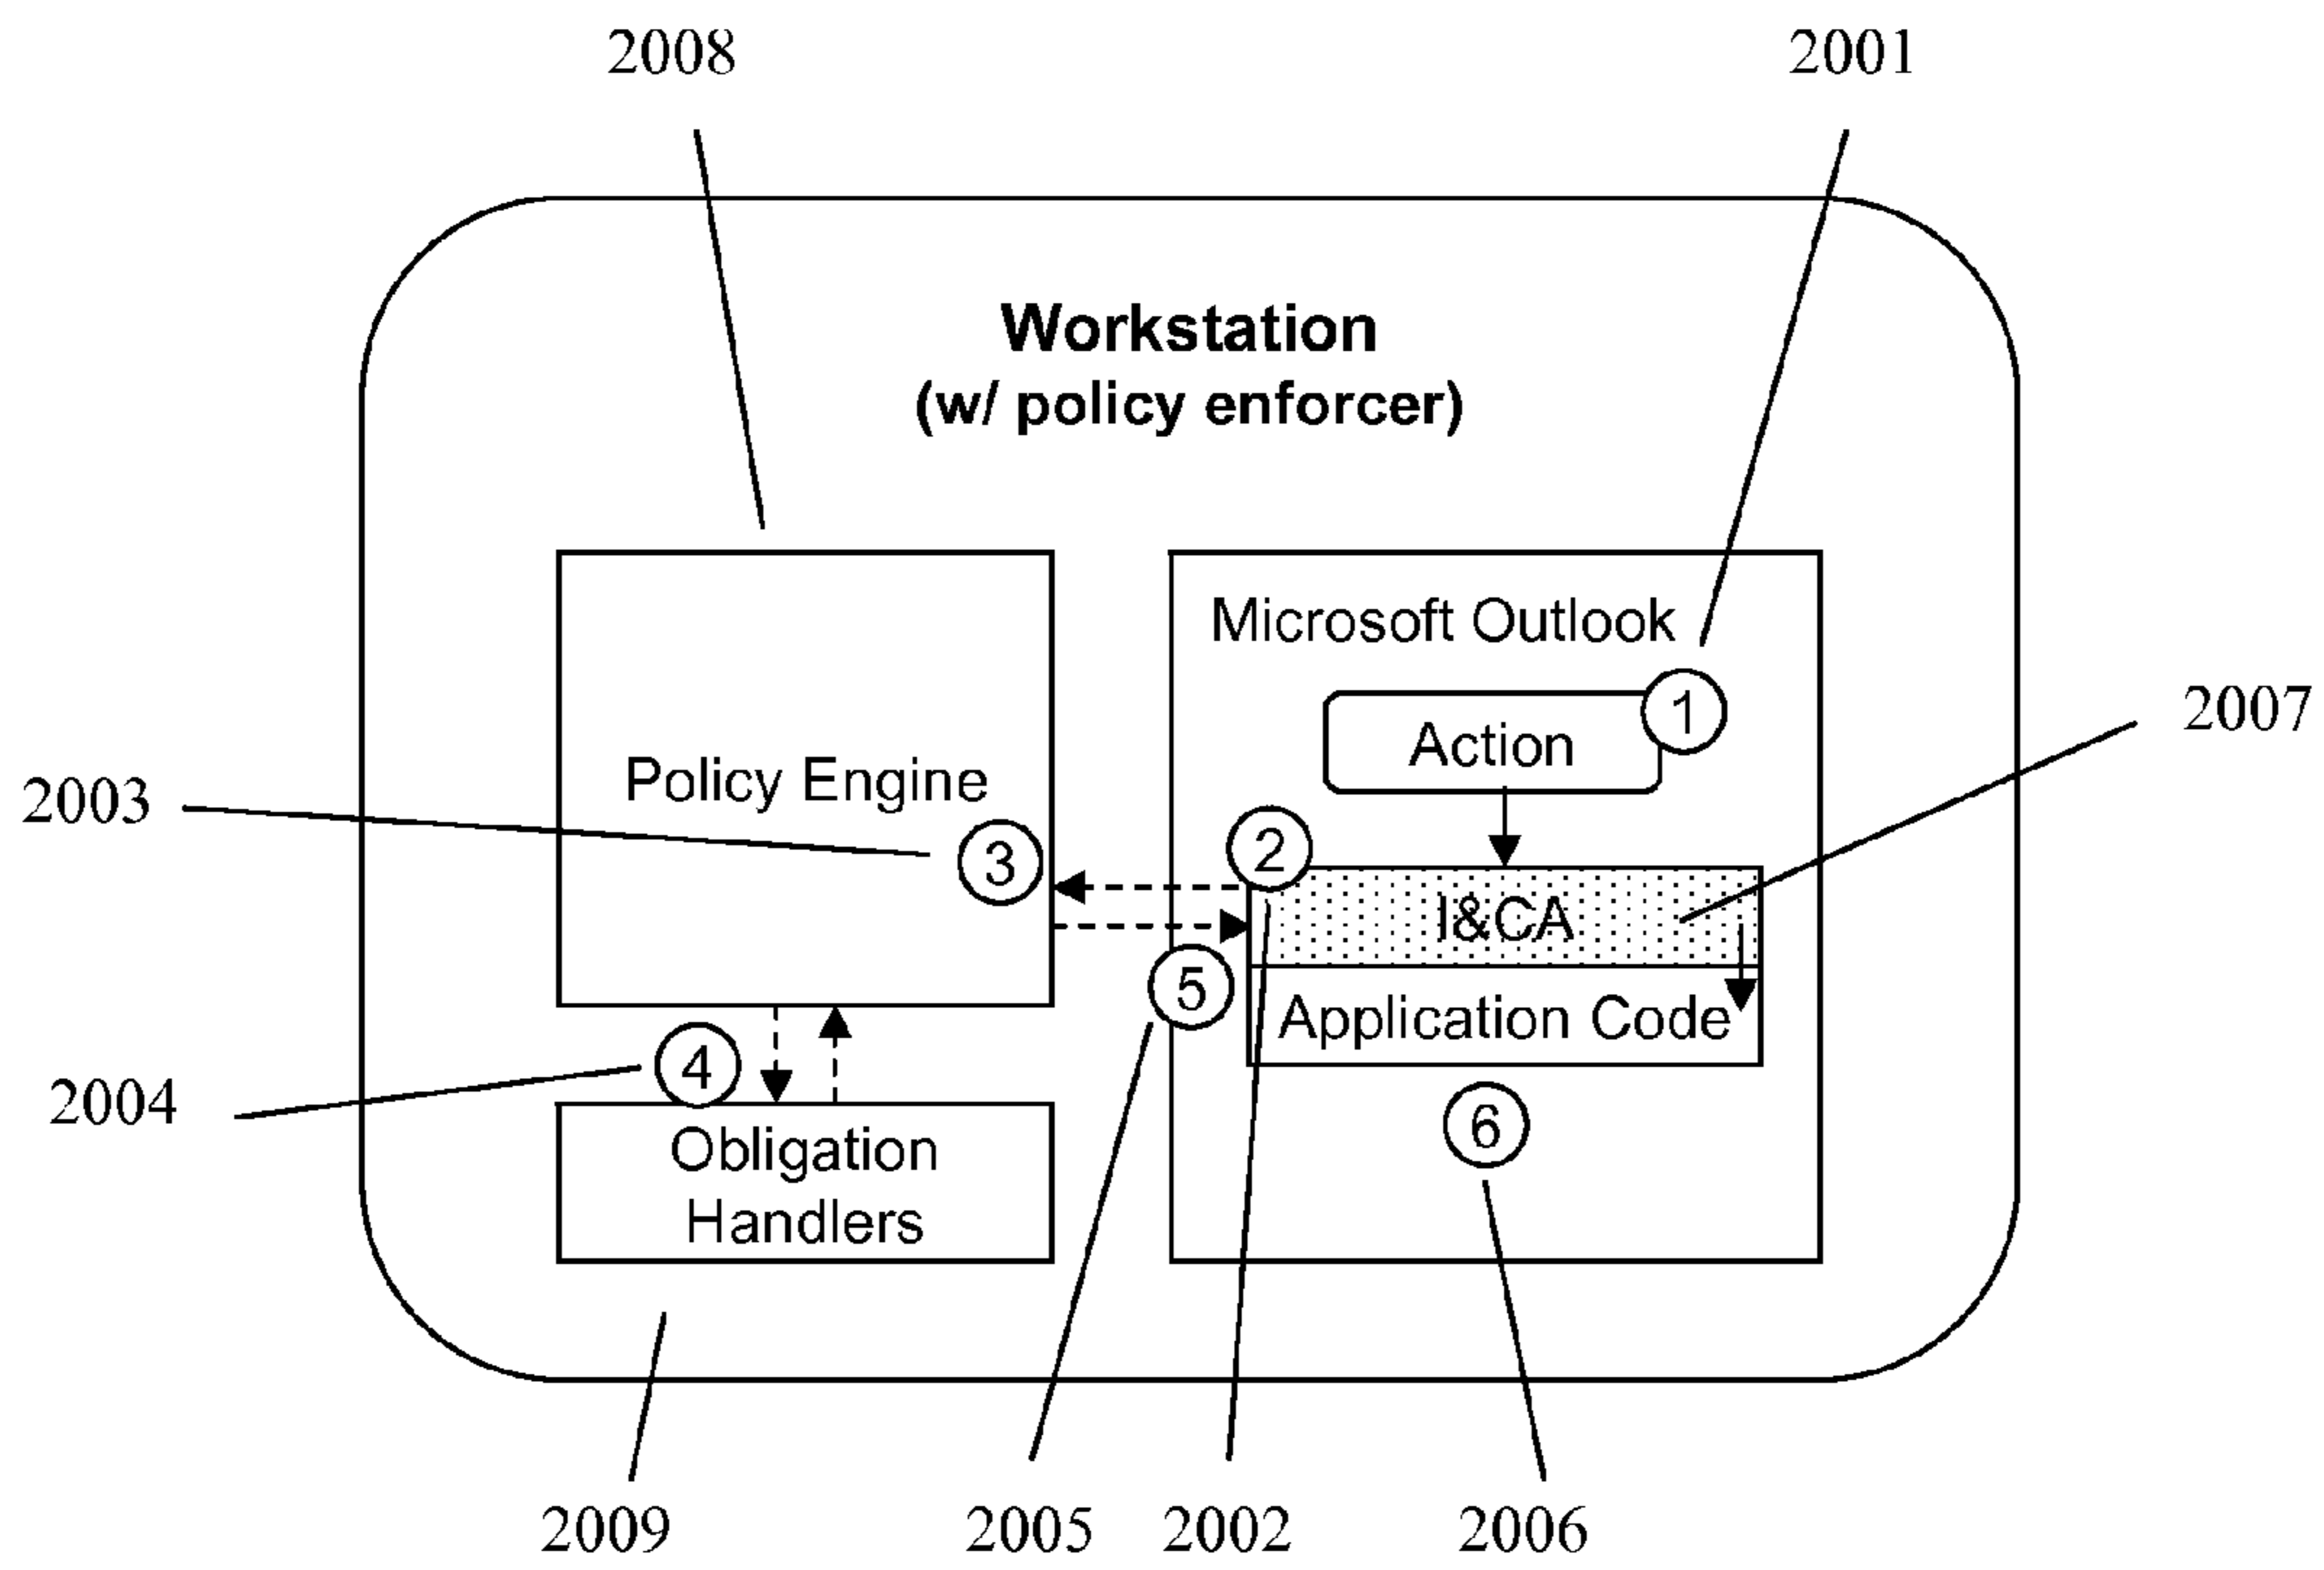 2008
2001
Workstation
(w/ policy enforcer)
Microsoft Outlook
1
2007
Action
Policy Engine
2003
2
3
I&CA
5
Application Code
4
2004
6
Obligation
Handlers
2009
2005
2002
2006